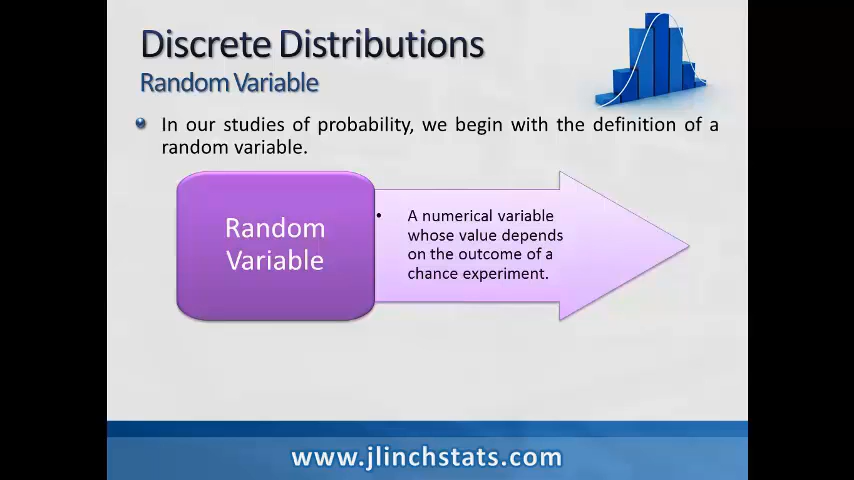 Discrete Distributions
Random Variable
In our studies of probability, we begin with the definition of a
random variable.
Random
Variable
• A numerical variable
whose value depends
on the outcome of a
chance experiment.
www.jlinchstats.com